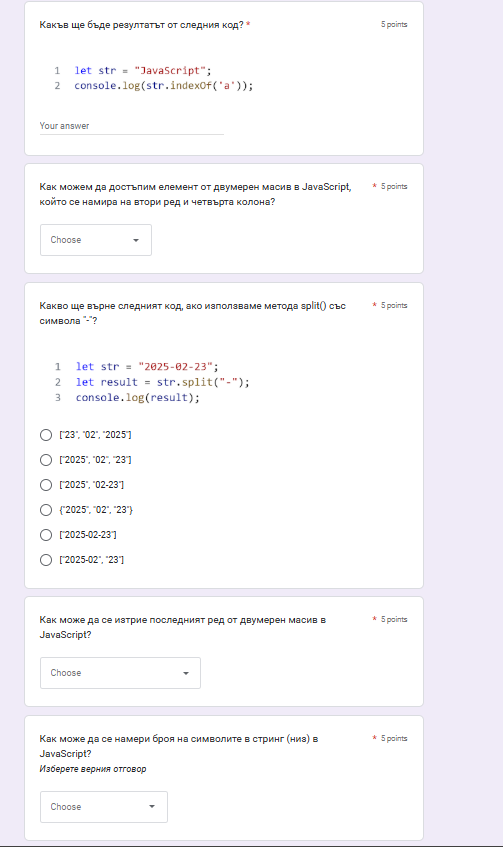 Какъв ще бъде резултатът от следния код? *
5 points
1 let str = "JavaScript";
2 console.log(str.indexOf('a'));
Your answer
Как можем да достъпим елемент от двумерен масив в JavaScript, * 5 points
който се намира на втори ред и четвърта колона?
Choose
Какво ще върне следният код, ако използваме метода split() със * 5 points
символа "-"?
1 let str = "2025-02-23";
2 let result = str.split("-");
3 console.log(result);
["23", "02", "2025"]
["2025", "02", "23"]
["2025", "02-23"]
{"2025", "02", "23"}
["2025-02-23"]
["2025-02", "23"]
Как може да се изтрие последният ред от двумерен масив в * 5 points
JavaScript?
Choose
Как може да се намери броя на символите в стринг (низ) в * 5 points
JavaScript?
Изберете верния отговор
Choose